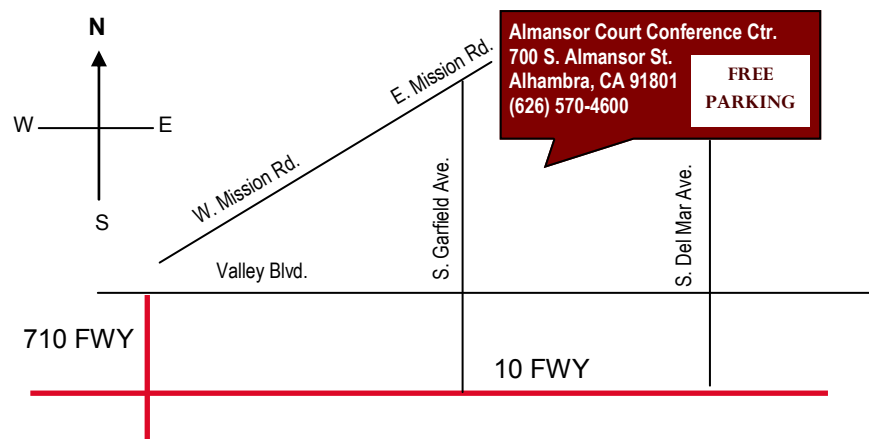 N
W
E
S
Almansor Court Conference Ctr.
700 S. Almansor St.
Alhambra, CA 91801
(626) 570-4600
FREE
PARKING
E. Mission Rd.
W. Mission Rd.
S. Garfield Ave.
S. Del Mar Ave.
Valley Blvd.
710 FWY
10 FWY